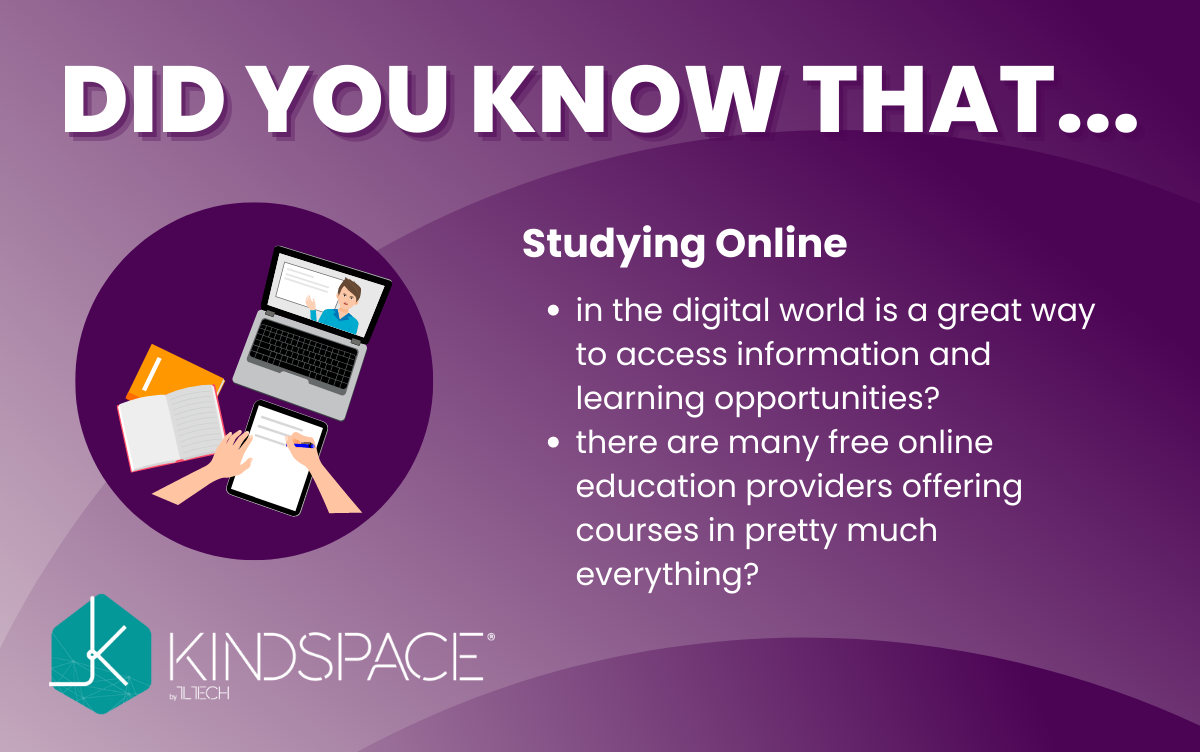 DID YOU KNOW THAT...
Studying Online
• in the digital world is a great way
to access information and
learning opportunities?
• there are many free online
education providers offering
courses in pretty much
everything?
KINDSPACE®
by TLTECH